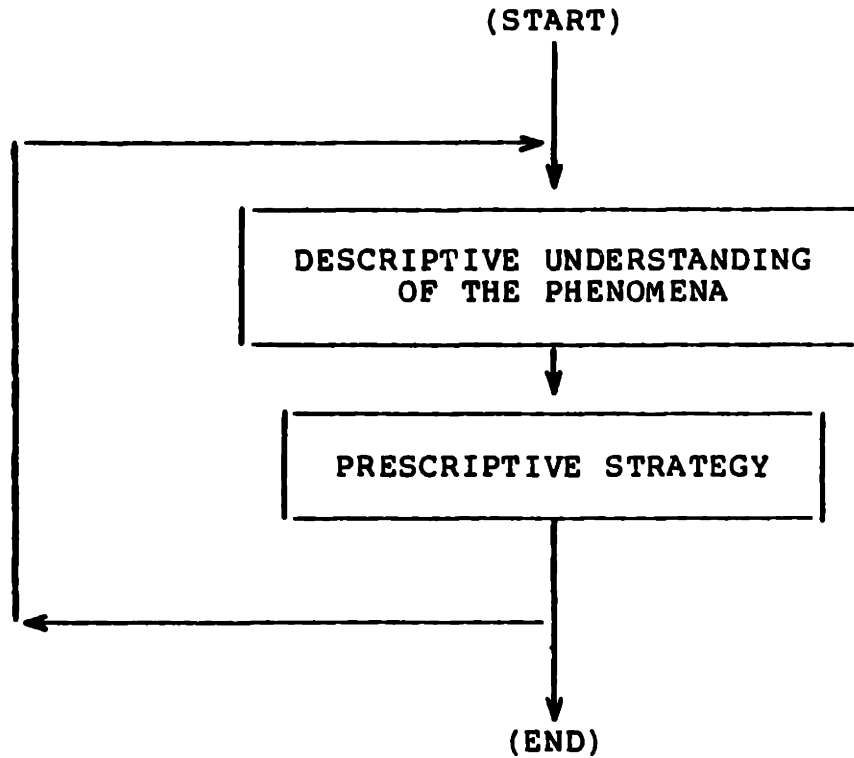 (START)
DESCRIPTIVE UNDERSTANDING
OF THE PHENOMENA
PRESCRIPTIVE STRATEGY
(END)